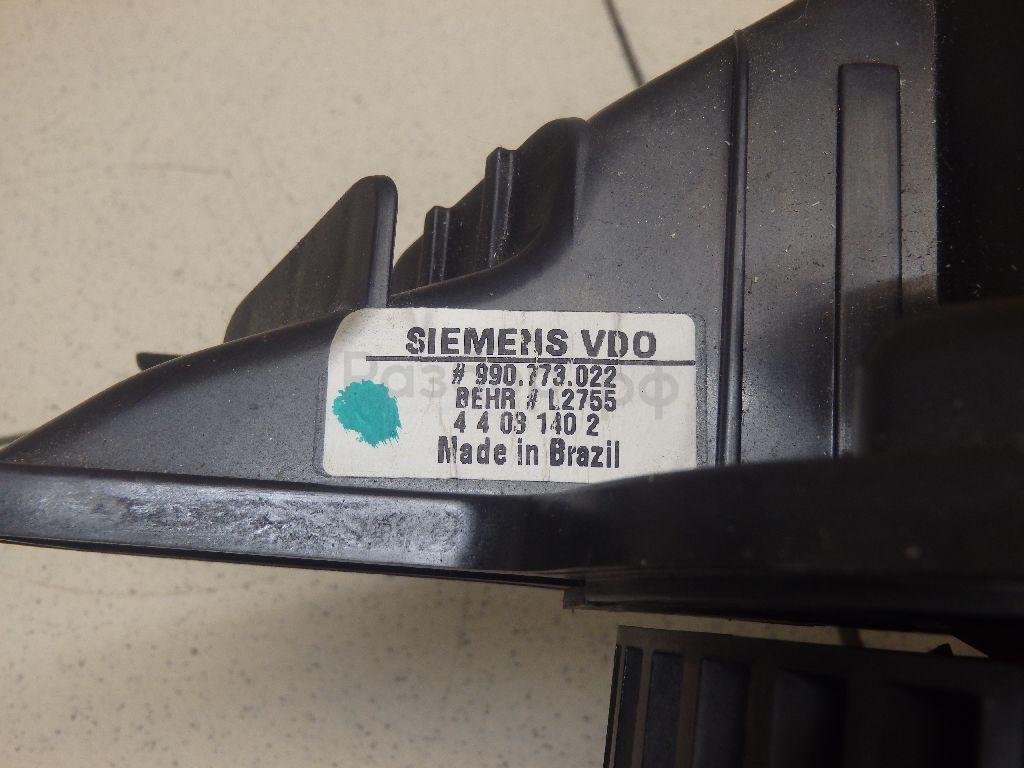 SIEMENS VDO
# 990.773.022
BEHR # L2755
4 4 03 140 2
Made in Brazil